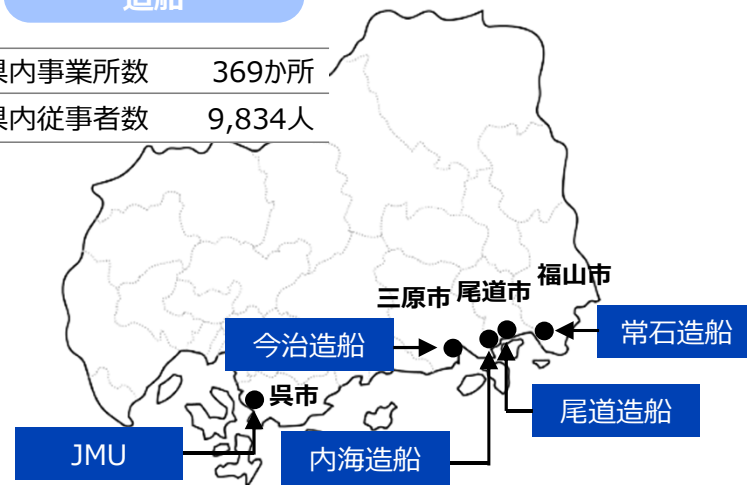 造船
県内事業所数 369か所
県内従事者数 9,834人
福山市
三原市 尾道市
常石造船
今治造船
呉市
尾道造船
JMU
内海造船